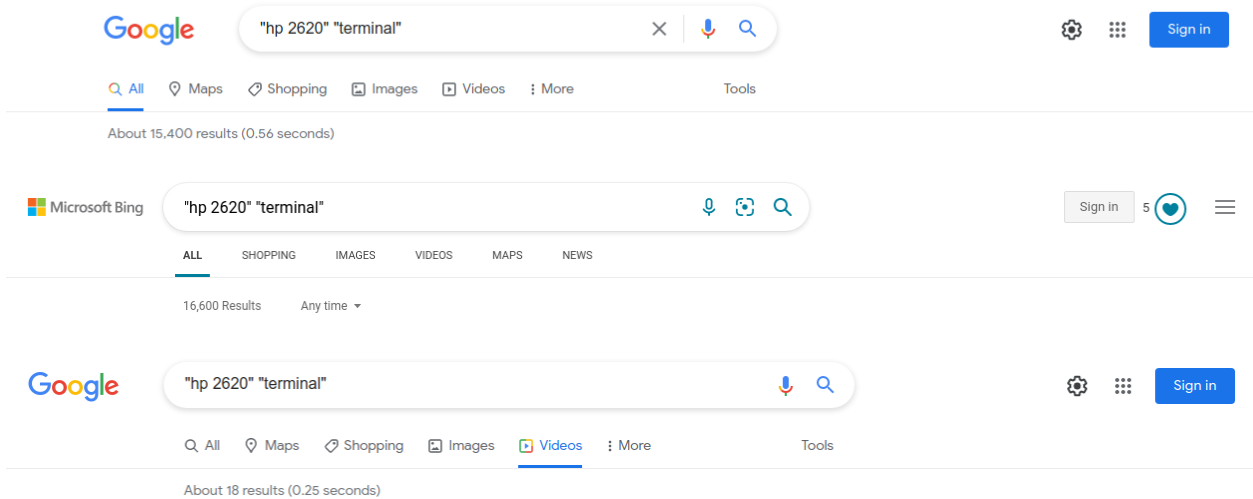 Google "hp 2620" "terminal" Sign in
All Maps Shopping Images Videos More Tools
About 15,400 results (0.56 seconds)
Microsoft Bing "hp 2620" "terminal" Sign in 5
ALL SHOPPING IMAGES VIDEOS MAPS NEWS
16,600 Results Any time
Google "hp 2620" "terminal" Sign in
All Maps Shopping Images Videos More Tools
About 18 results (0.25 seconds)